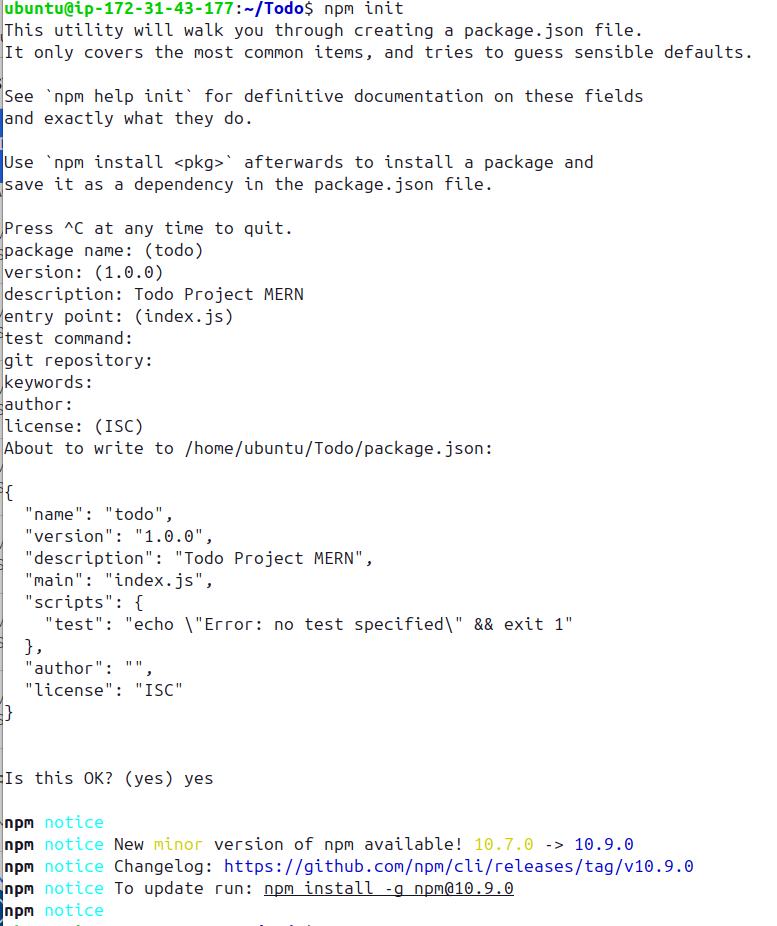 ubuntu@ip-172-31-43-177:~/Todo$ npm init
This utility will walk you through creating a package.json file.
It only covers the most common items, and tries to guess sensible defaults.

See `npm help init` for definitive documentation on these fields
and exactly what they do.

Use `npm install <pkg>` afterwards to install a package and
save it as a dependency in the package.json file.

Press ^C at any time to quit.
package name: (todo)
version: (1.0.0)
description: Todo Project MERN
entry point: (index.js)
test command:
git repository:
keywords:
author:
license: (ISC)
About to write to /home/ubuntu/Todo/package.json:

{
  "name": "todo",
  "version": "1.0.0",
  "description": "Todo Project MERN",
  "main": "index.js",
  "scripts": {
    "test": "echo \"Error: no test specified\" && exit 1"
  },
  "author": "",
  "license": "ISC"
}


Is this OK? (yes) yes

npm notice
npm notice New minor version of npm available! 10.7.0 -> 10.9.0
npm notice Changelog: https://github.com/npm/cli/releases/tag/v10.9.0
npm notice To update run: npm install -g npm@10.9.0
npm notice